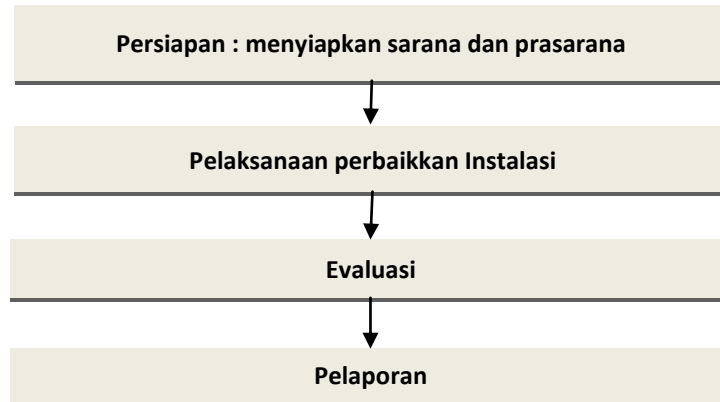 Persiapan : menyiapkan sarana dan prasarana
Pelaksanaan perbaikkan Instalasi
Evaluasi
Pelaporan